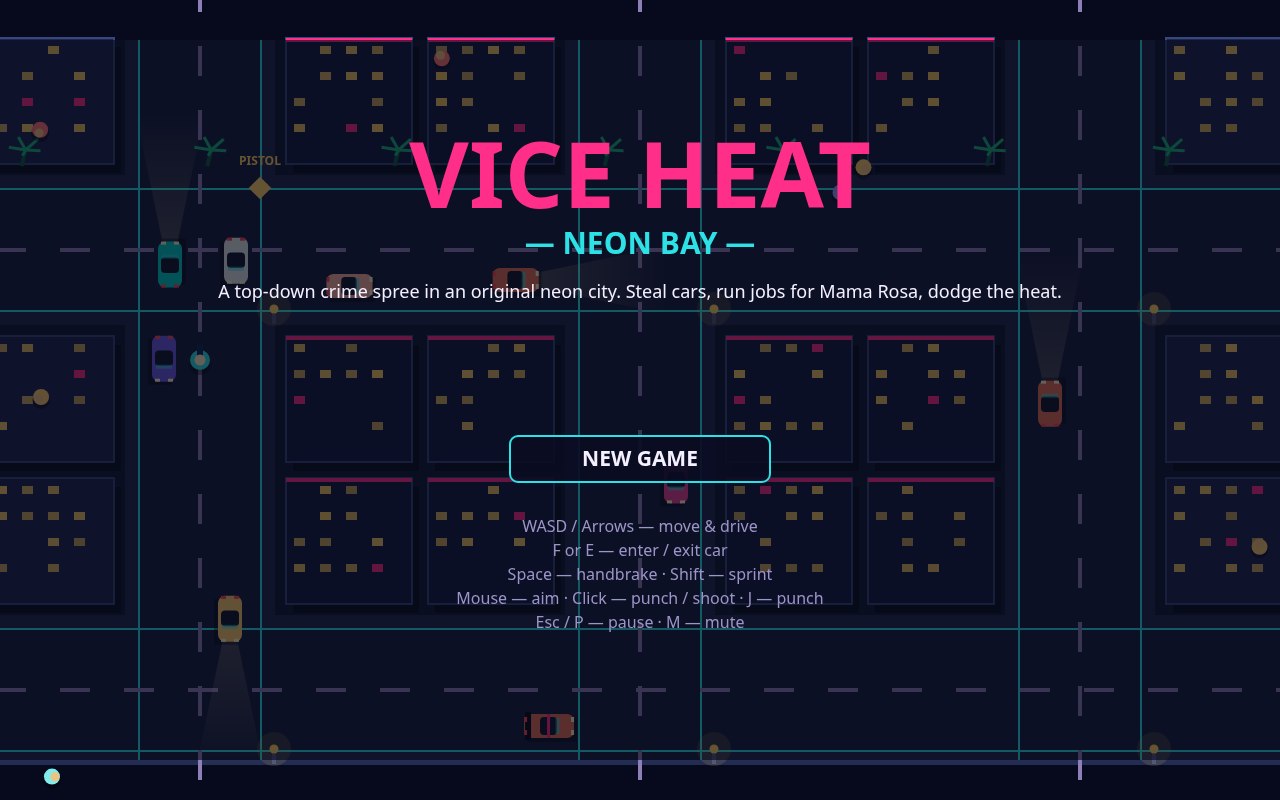 PISTOL
VICE HEAT
— NEON BAY —
A top-down crime spree in an original neon city. Steal cars, run jobs for Mama Rosa, dodge the heat.
NEW GAME
WASD / Arrows — move & drive
F or E — enter / exit car
Space — handbrake · Shift — sprint
Mouse — aim · Click — punch / shoot · J — punch
Esc / P — pause · M — mute